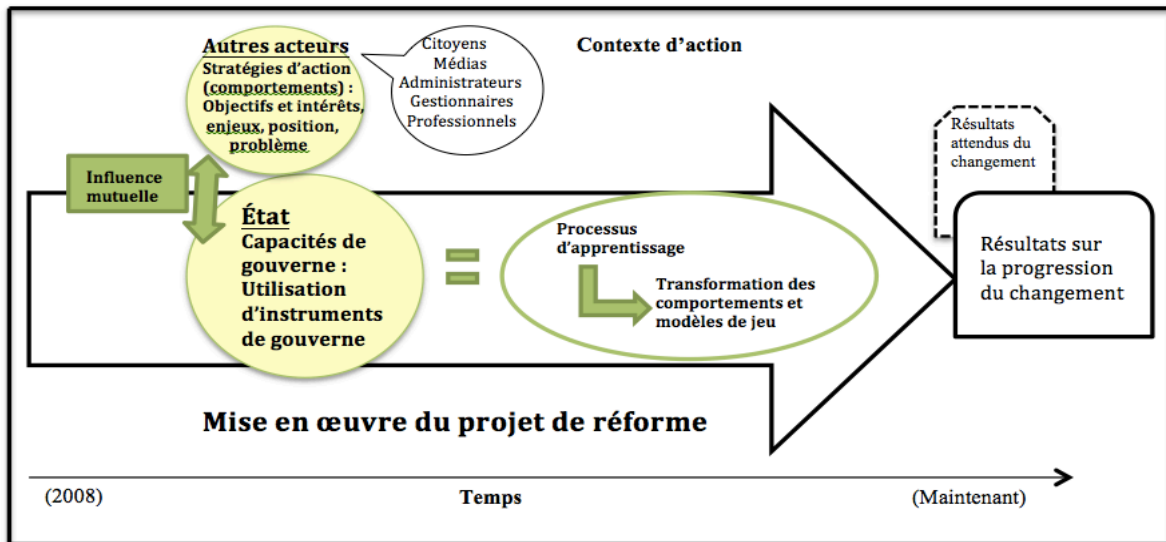 Autres acteurs
Stratégies d'action
(comportements) :
Objectifs et intérêts,
enjeux, position,
problème
Citoyens
Médias
Administrateurs
Gestionnaires
Professionnels
Contexte d'action
Résultats
attendus du
changement
Influence
mutuelle
État
Capacités de
gouverne :
Utilisation
d'instruments
de gouverne
Processus
d'apprentissage
Transformation des
comportements et
modèles de jeu
Résultats sur
la progression
du changement
Mise en œuvre du projet de réforme
(2008)
Temps
(Maintenant)